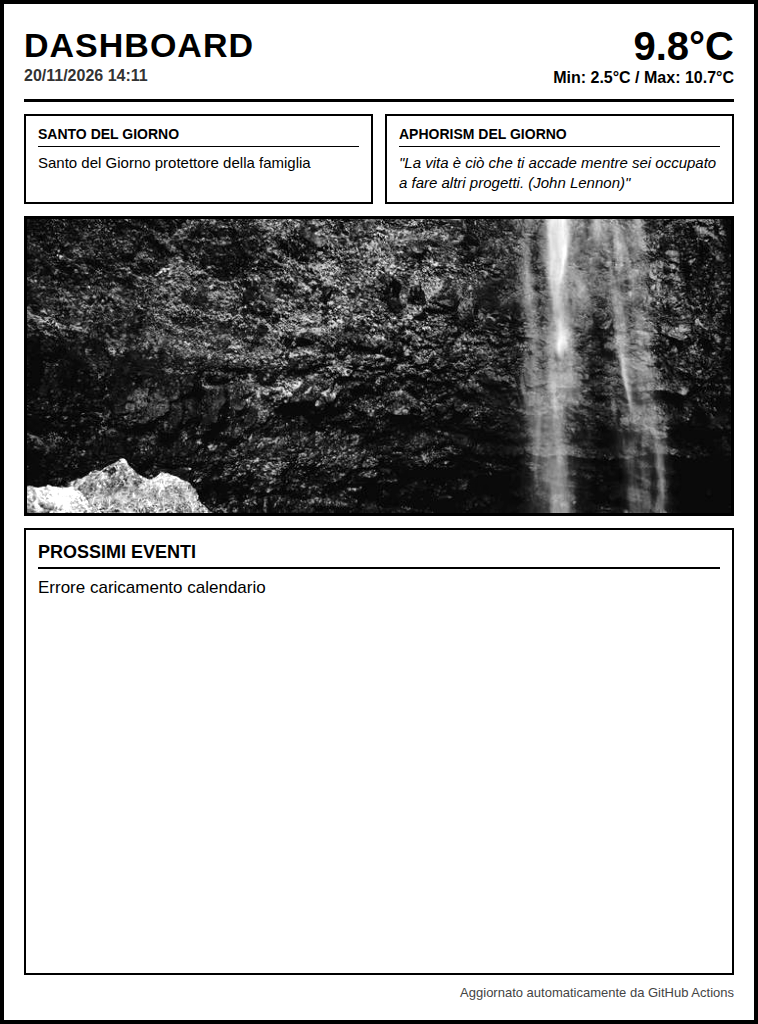 DASHBOARD
20/11/2026 14:11
9.8°C
Min: 2.5°C / Max: 10.7°C
SANTO DEL GIORNO
Santo del Giorno protettore della famiglia
APHORISM DEL GIORNO
"La vita è ciò che ti accade mentre sei occupato
a fare altri progetti. (John Lennon)"
PROSSIMI EVENTI
Errore caricamento calendario
Aggiornato automaticamente da GitHub Actions